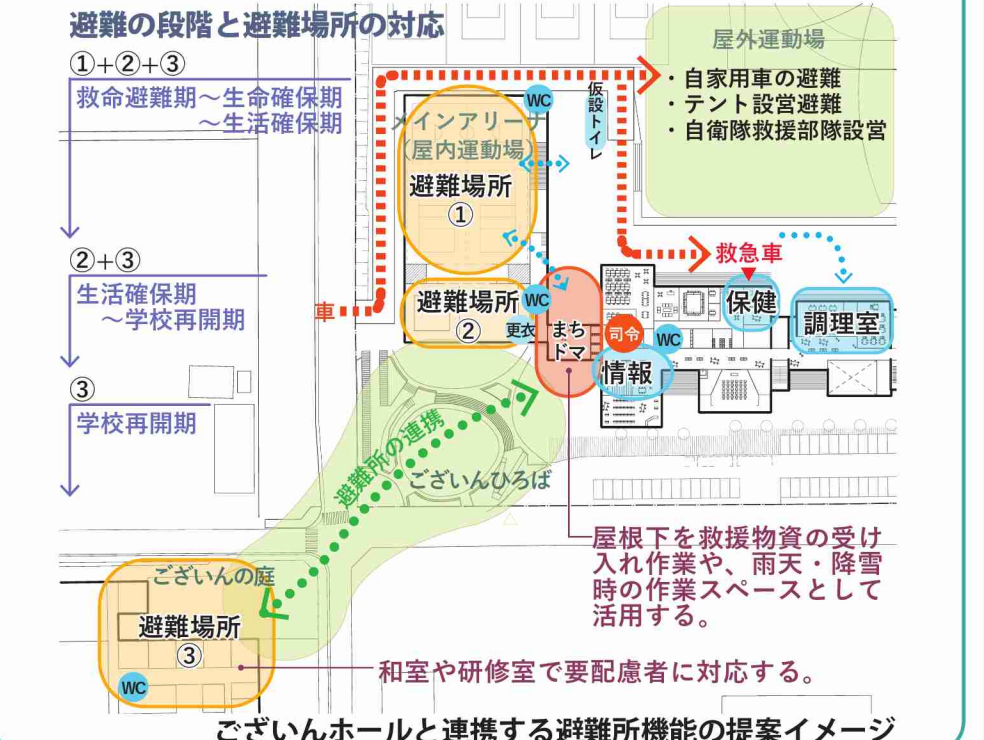 避難の段階と避難場所の対応
①+②+③
救命避難期～生命確保期
～生活確保期
②+③
生活確保期
～学校再開期
③
学校再開期
屋外運動場
・自家用車の避難
・テント設営避難
・自衛隊救援部隊設営
WC
仮設トイレ
メインアリーナ
(屋内運動場)
避難場所
①
救急車
車
避難場所
②
WC
更衣
まち
ドマ
司令
WC
情報
保健
調理室
避難所の連携
ございんひろば
屋根下を救援物資の受け
入れ作業や、雨天・降雪
時の作業スペースとして
活用する。
ございんの庭
避難場所
③
WC
和室や研修室で要配慮者に対応する。
ございんホールと連携する避難所機能の提案イメージ